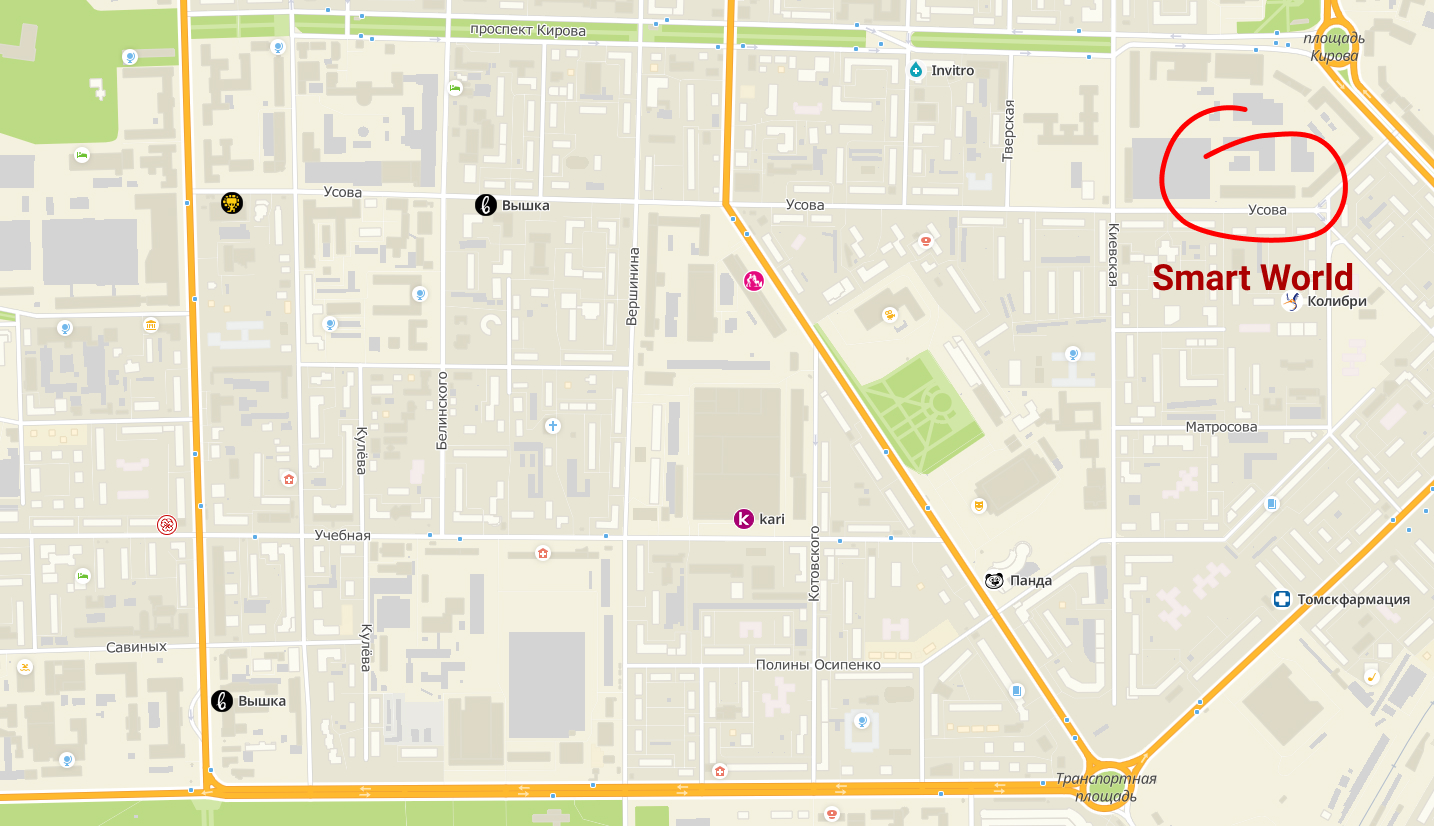 проспект Кирова
площадь
Кирова
Invitro
Тверская
Усова
Вышка
Усова
Усова
Киевская
Вершинина
Smart World
Колибри
Белинского
Кулёва
Матросова
kari
Учебная
Котовского
Панда
Томскфармация
Кулёва
Савиных
Полины Осипенко
Вышка
Транспортная
площадь